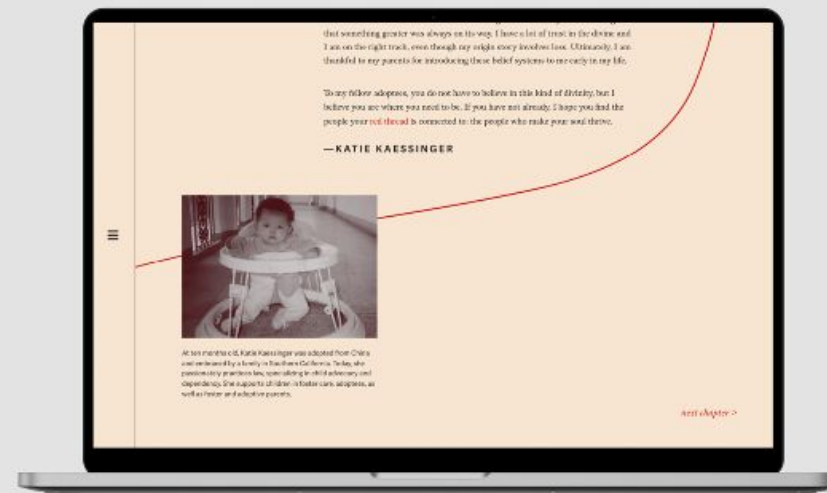 that something greater was always on its way. I have a lot of trust in the divine and
I am on the right track, even though my origin story involves loss. Ultimately, I am
thankful to my parents for introducing these belief systems to me early in my life.
To my fellow adoptees, you do not have to believe in this kind of divinity, but I
believe you are where you need to be. If you have not already, I hope you find the
people your red thread is connected to: the people who make your soul thrive.
—KATIE KAESSINGER
At ten months old, Katie Kaessinger was adopted from China
and embraced by a family in Southern California. Today, she
passionately practices law, specializing in child advocacy and
dependency. She supports children in foster care, adoptees, as
well as foster and adoptive parents.
next chapter >